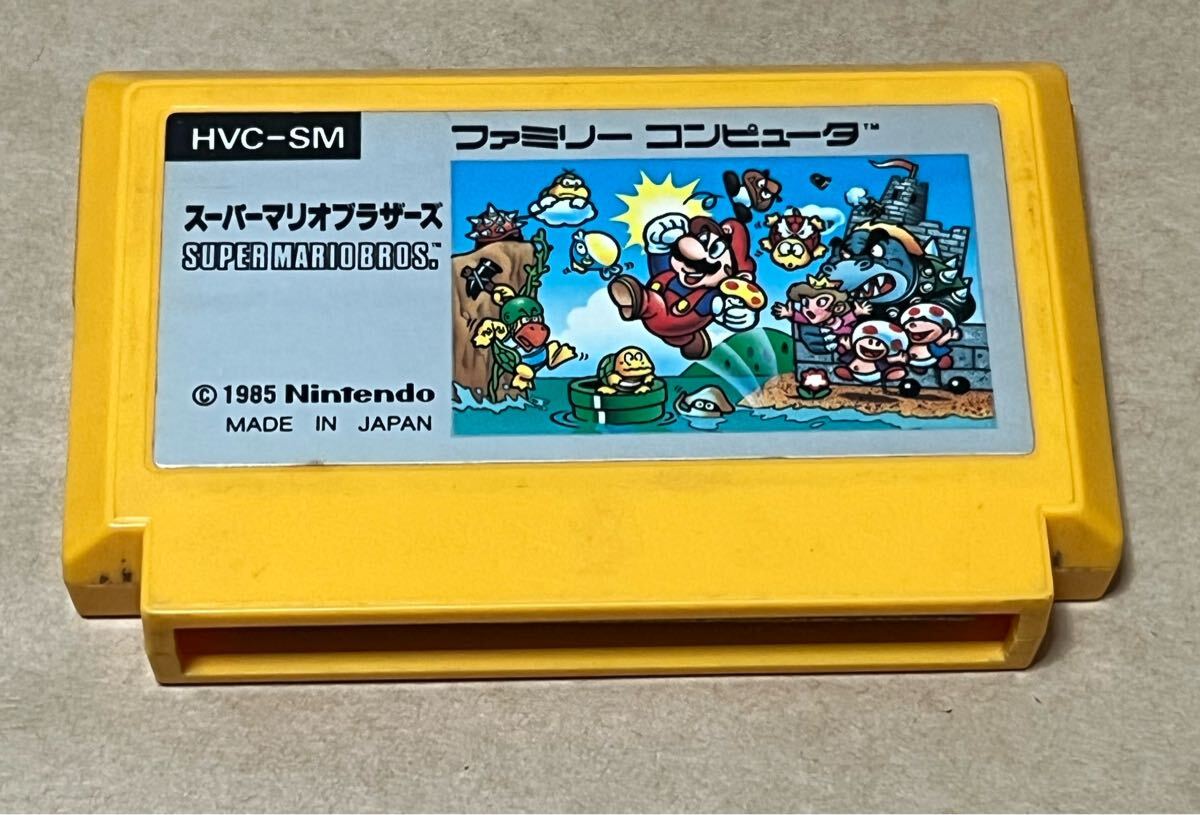 HVC-SM
ファミリー コンピュータ™
スーパーマリオブラザーズ
SUPER MARIO BROS.™
© 1985 Nintendo
MADE IN JAPAN